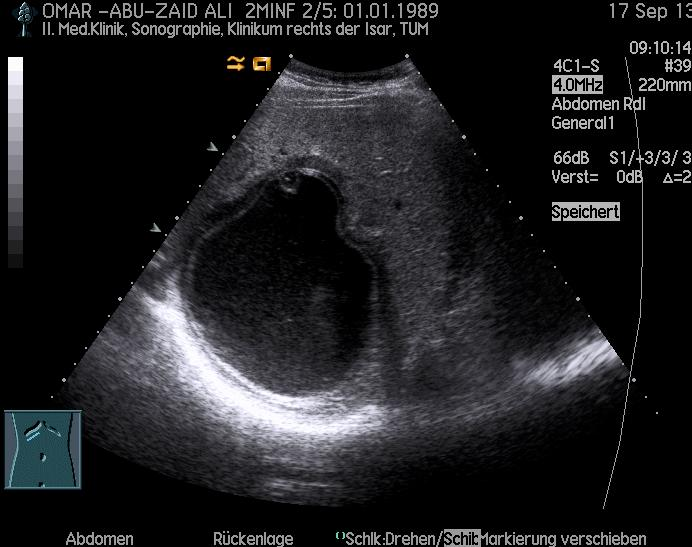 OMAR -ABU-ZAID ALI 2MINF 2/5: 01.01.1989 17 Sep 13
II. Med.Klinik, Sonographie, Klinikum rechts der Isar, TUM
09:10:14
4C1-S #39
4.0MHz 220mm
Abdomen Rdl
General1
66dB S1/+3/3/ 3
Verst= 0dB Δ=2
Speichert
Abdomen Rückenlage Schlk:Drehen/Schlk:Markierung verschieben